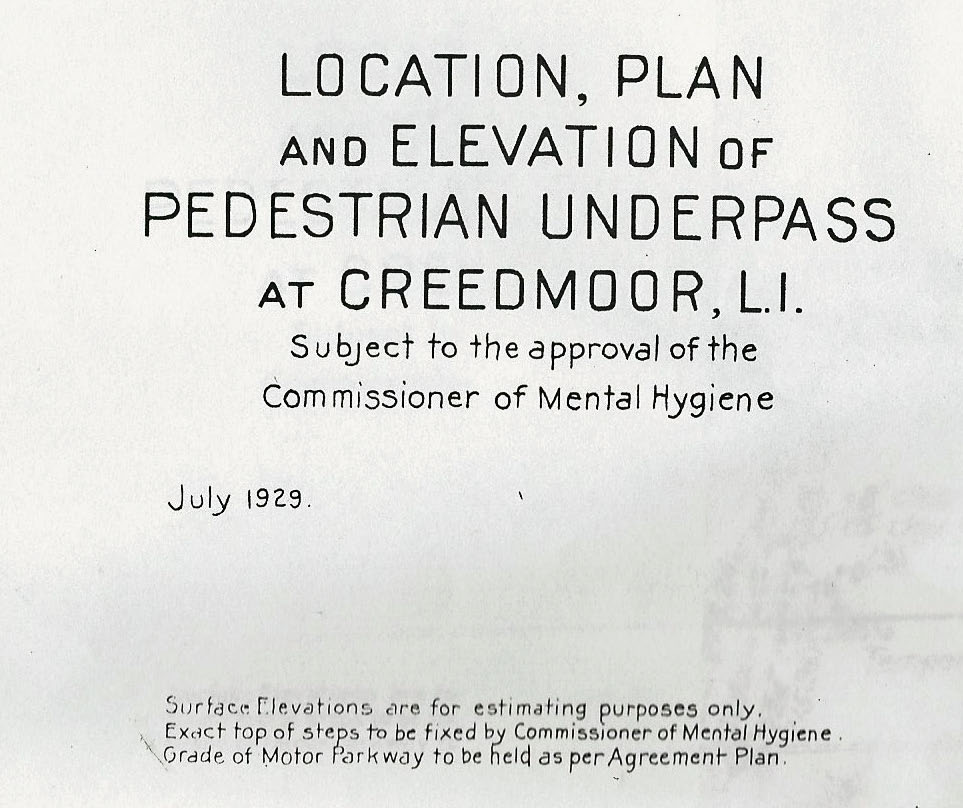 LOCATION, PLAN
AND ELEVATION OF
PEDESTRIAN UNDERPASS
AT CREEDMOOR, L.I.
Subject to the approval of the
Commissioner of Mental Hygiene
July 1929.
Surface Elevations are for estimating purposes only.
Exact top of steps to be fixed by Commissioner of Mental Hygiene.
Grade of Motor Parkway to be held as per Agreement Plan.